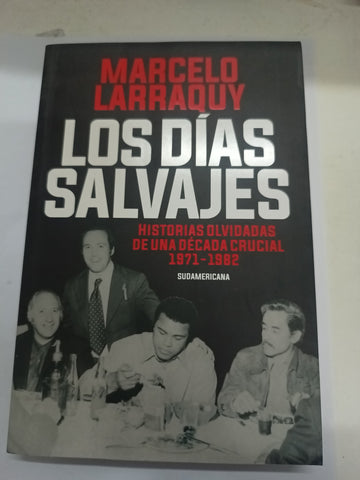 MARCELO
LARRAQUY
LOS DÍAS
SALVAJES
HISTORIAS OLVIDADAS
DE UNA DÉCADA CRUCIAL
1971-1982
SUDAMERICANA